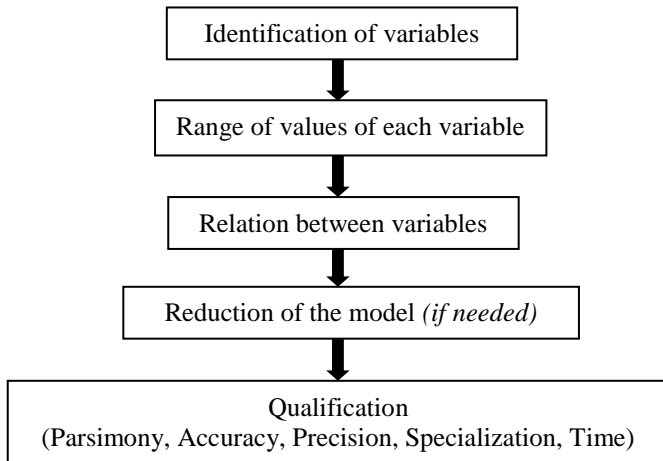 Identification of variables
Range of values of each variable
Relation between variables
Reduction of the model (if needed)
Qualification
(Parsimony, Accuracy, Precision, Specialization, Time)